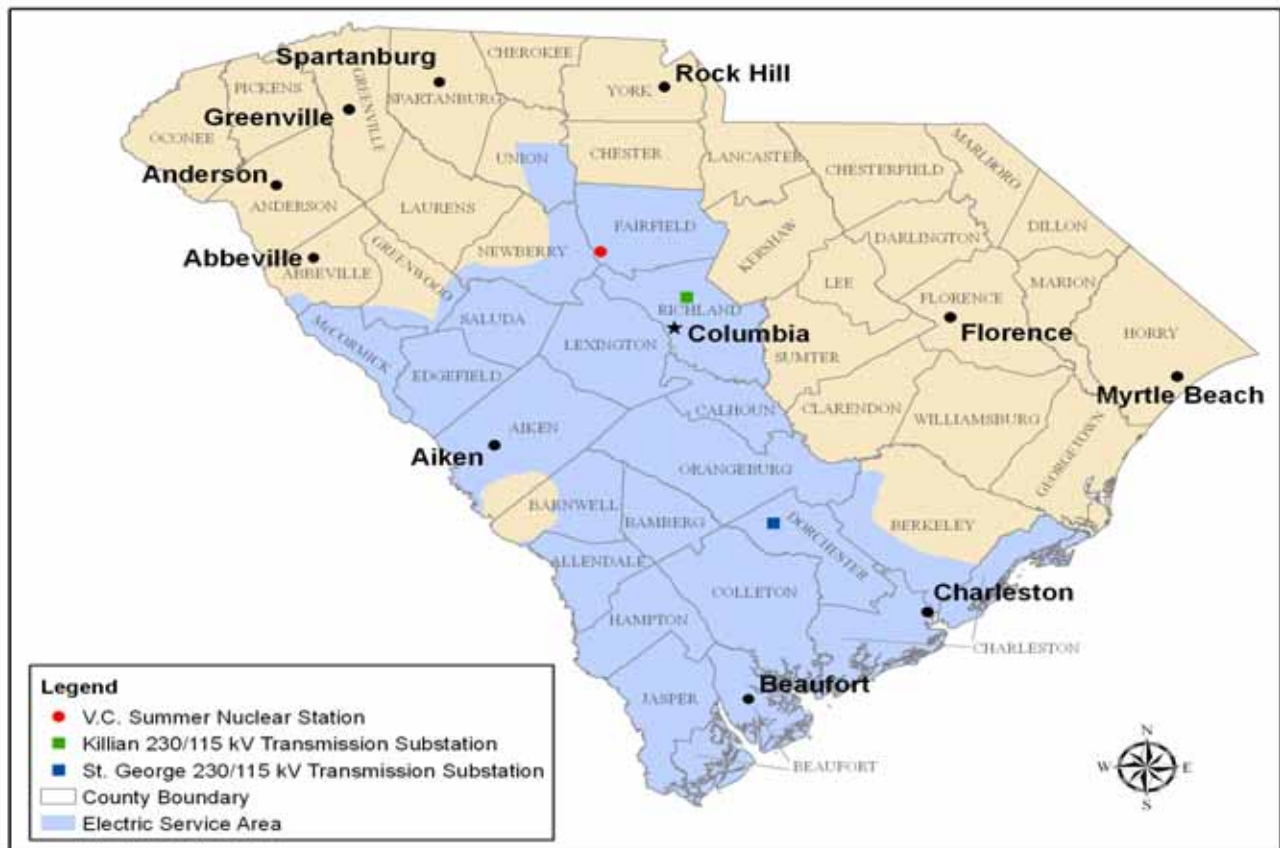 Spartanburg
CHEROKEE
Rock Hill
PICKENS
GREENVILLE
SPARTANBURG
YORK
Greenville
OCONEE
UNION
CHESTER
LANCASTER
CHESTERFIELD
MARLBORO
Anderson
ANDERSON
LAURENS
FAIRFIELD
KERSHAW
DARLINGTON
DILLON
Abbeville
ABBEVILLE
GREENWOOD
NEWBERRY
LEE
MARION
FLORENCE
RICHLAND
McCORMICK
SALUDA
LEXINGTON
Columbia
SUMTER
Florence
HORRY
EDGEFIELD
Myrtle Beach
CALHOUN
CLARENDON
WILLIAMSBURG
AIKEN
Aiken
ORANGEBURG
GEORGETOWN
BARNWELL
BAMBERG
DORCHESTER
BERKELEY
ALLENDALE
COLLETON
Charleston
HAMPTON
CHARLESTON
JASPER
Beaufort
BEAUFORT
Legend
V.C. Summer Nuclear Station
Killian 230/115 kV Transmission Substation
St. George 230/115 kV Transmission Substation
County Boundary
Electric Service Area
N
W E
S